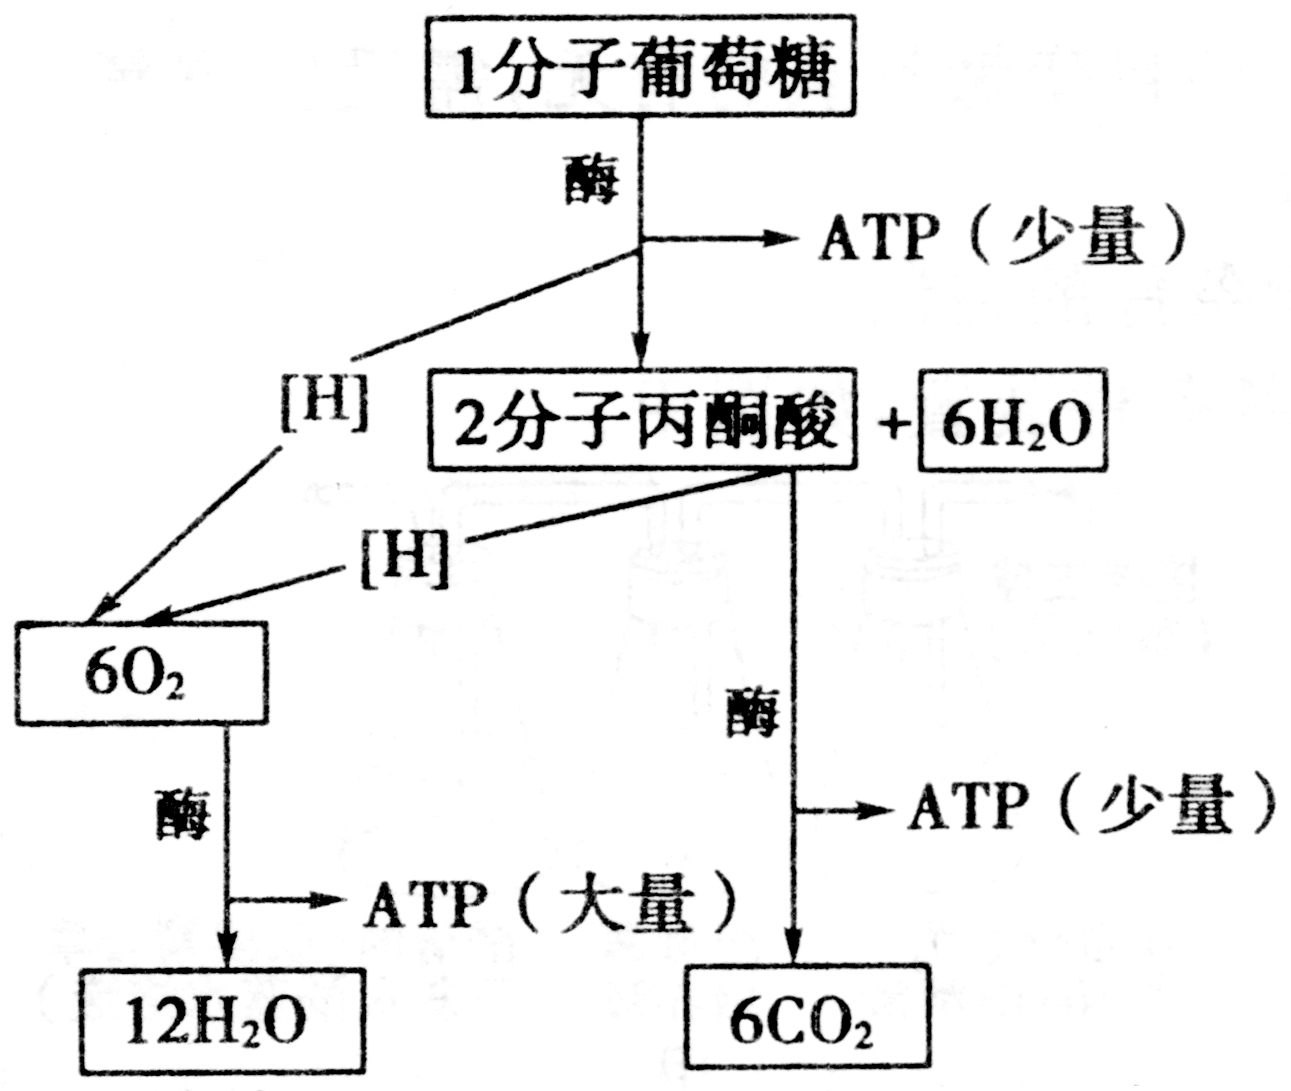 1分子葡萄糖
酶
ATP（少量）
[H]
2分子丙酮酸 + 6H₂O
[H]
6O₂
酶
酶
ATP（少量）
ATP（大量）
12H₂O
6CO₂